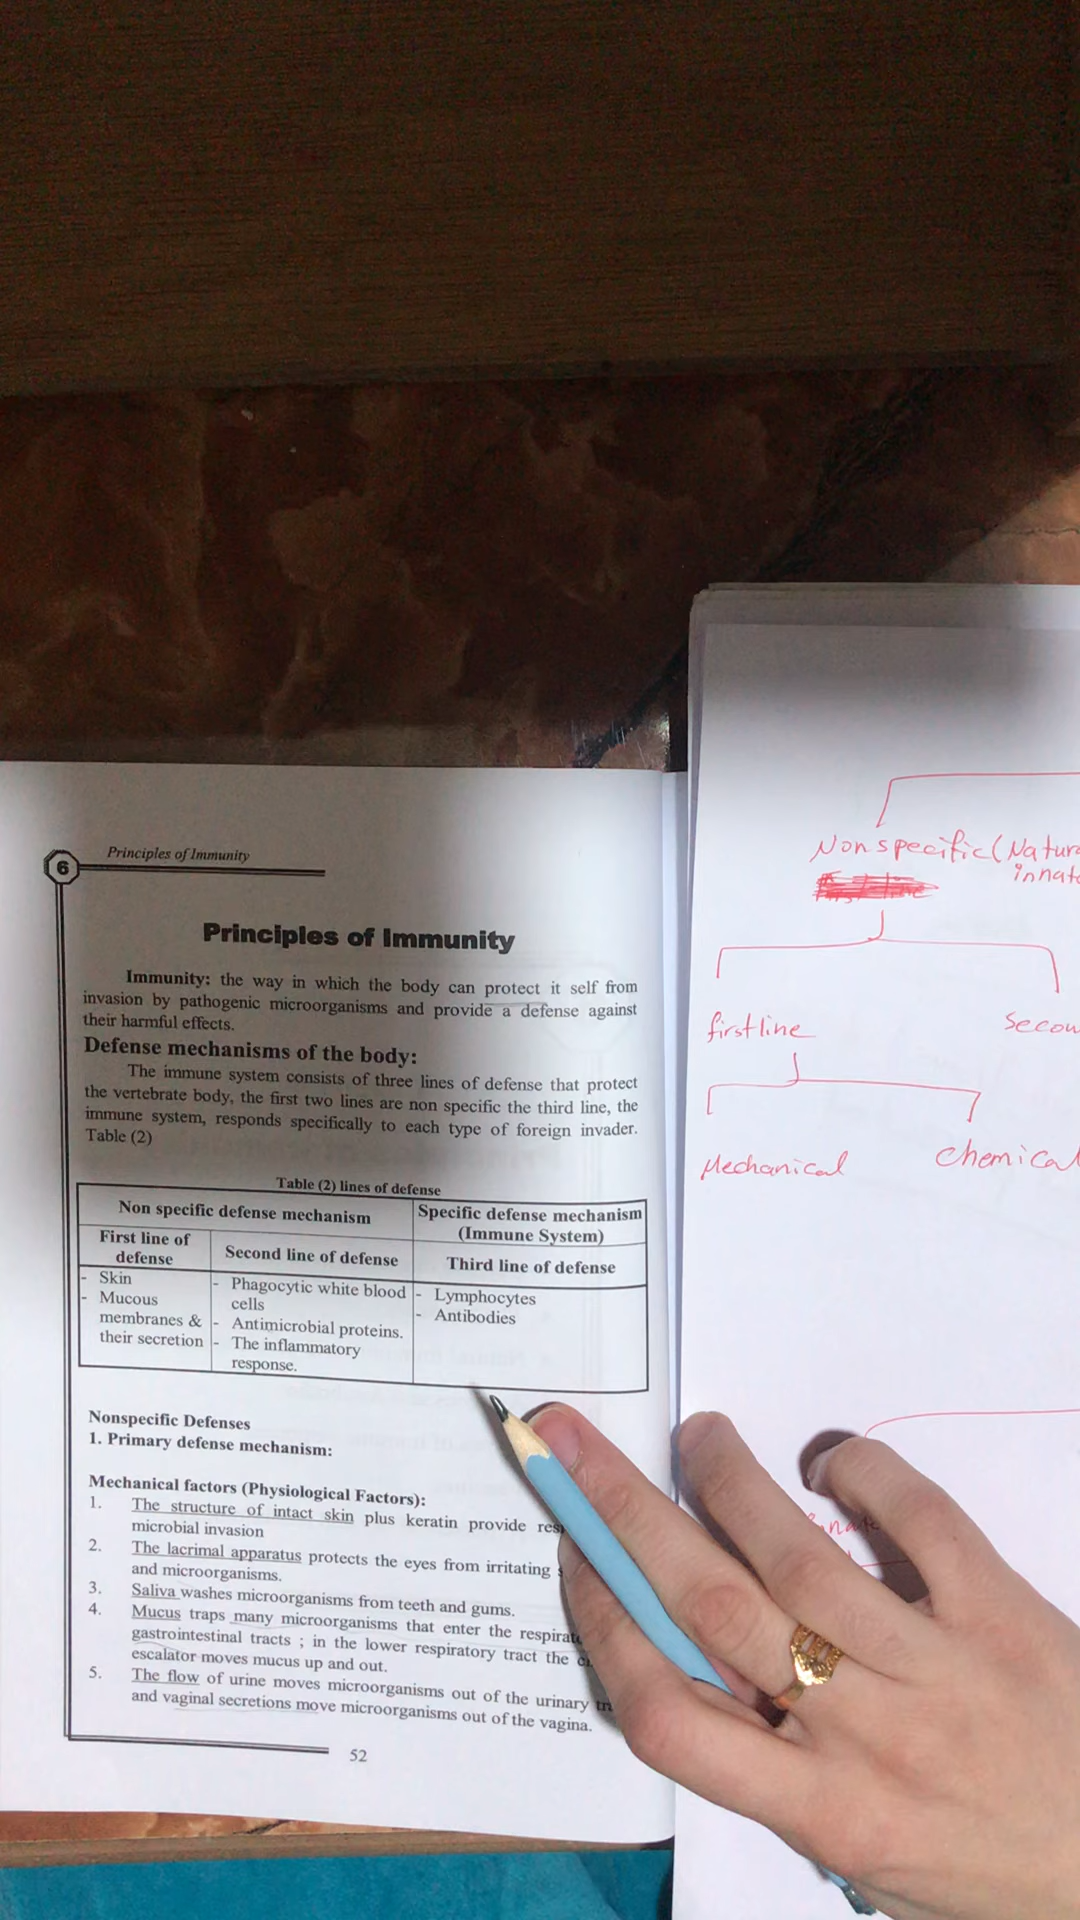 6
Principles of Immunity
Principles of Immunity
Immunity: the way in which the body can protect it self from
invasion by pathogenic microorganisms and provide a defense against
their harmful effects.
Defense mechanisms of the body:
The immune system consists of three lines of defense that protect
the vertebrate body, the first two lines are non specific the third line, the
immune system, responds specifically to each type of foreign invader.
Table (2)
Table (2) lines of defense
Non specific defense mechanism
Specific defense mechanism
(Immune System)
First line of
defense
Second line of defense
Third line of defense
- Skin
- Mucous
membranes &
their secretion
- Phagocytic white blood
cells
- Antimicrobial proteins.
- The inflammatory
response.
- Lymphocytes
- Antibodies
Nonspecific Defenses
1. Primary defense mechanism:
Mechanical factors (Physiological Factors):
1. The structure of intact skin plus keratin provide
microbial invasion
2. The lacrimal apparatus protects the eyes from irritating
and microorganisms.
3. Saliva washes microorganisms from teeth and gums.
4. Mucus traps many microorganisms that enter the
gastrointestinal tracts ; in the lower respiratory tract the
escalator moves mucus up and out.
5. The flow of urine moves microorganisms out of the urinary
and vaginal secretions move microorganisms out of the vagina.
52
Nonspecific (Natur
innat
first line
Secon
Mechanical
chemical